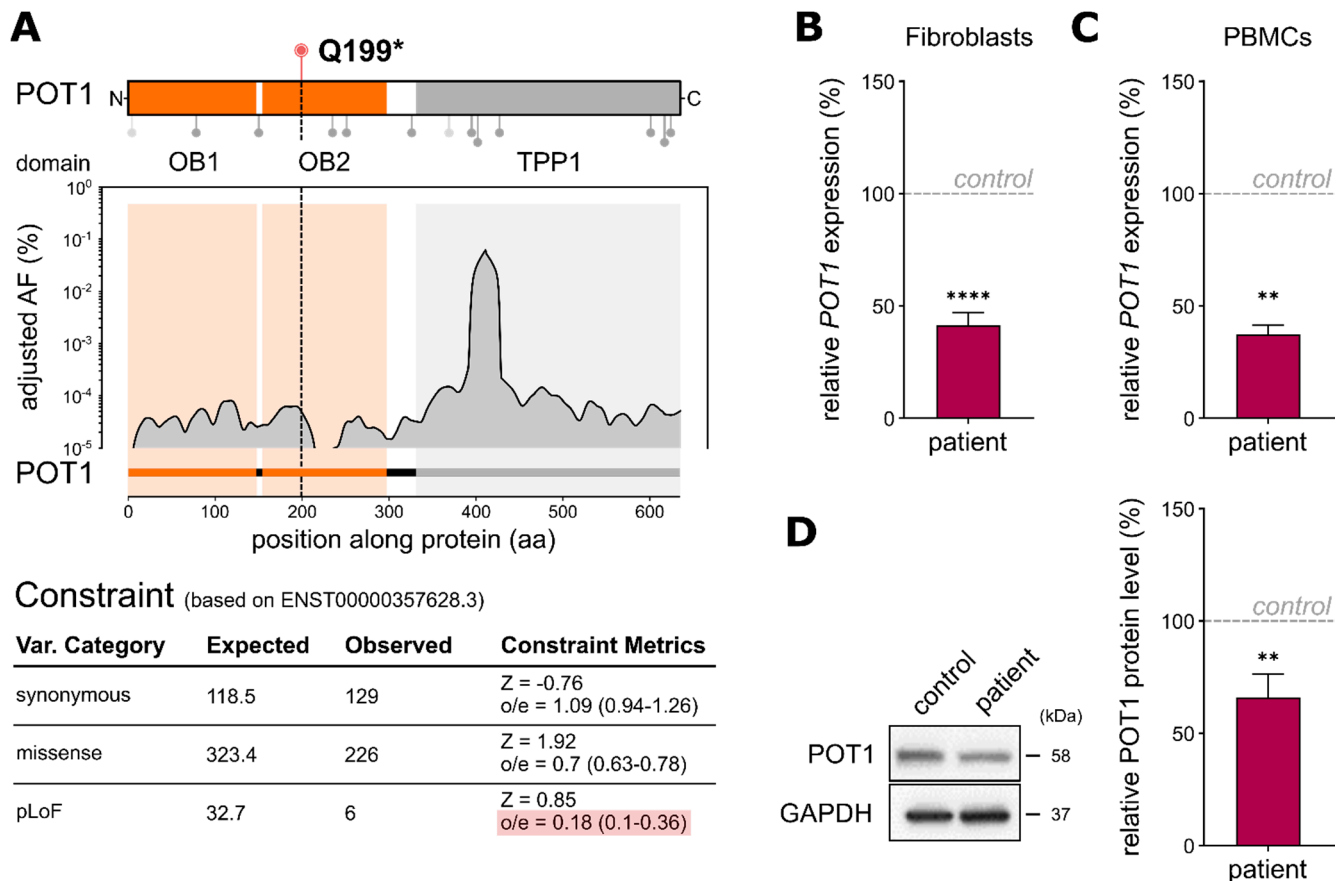 A
Q199*
POT1
N
C
domain
OB1
OB2
TPP1
adjusted AF (%)
10^0
10^-1
10^-2
10^-3
10^-4
10^-5
POT1
0 100 200 300 400 500 600
position along protein (aa)
Constraint (based on ENST00000357628.3)
Var. Category Expected Observed Constraint Metrics
synonymous 118.5 129 Z = -0.76
o/e = 1.09 (0.94-1.26)
missense 323.4 226 Z = 1.92
o/e = 0.7 (0.63-0.78)
pLoF 32.7 6 Z = 0.85
o/e = 0.18 (0.1-0.36)
B
Fibroblasts
relative POT1 expression (%)
150
100
50
0
control
****
patient
C
PBMCs
relative POT1 expression (%)
150
100
50
0
control
**
patient
D
control
patient
(kDa)
POT1
58
GAPDH
37
relative POT1 protein level (%)
150
100
50
0
control
**
patient